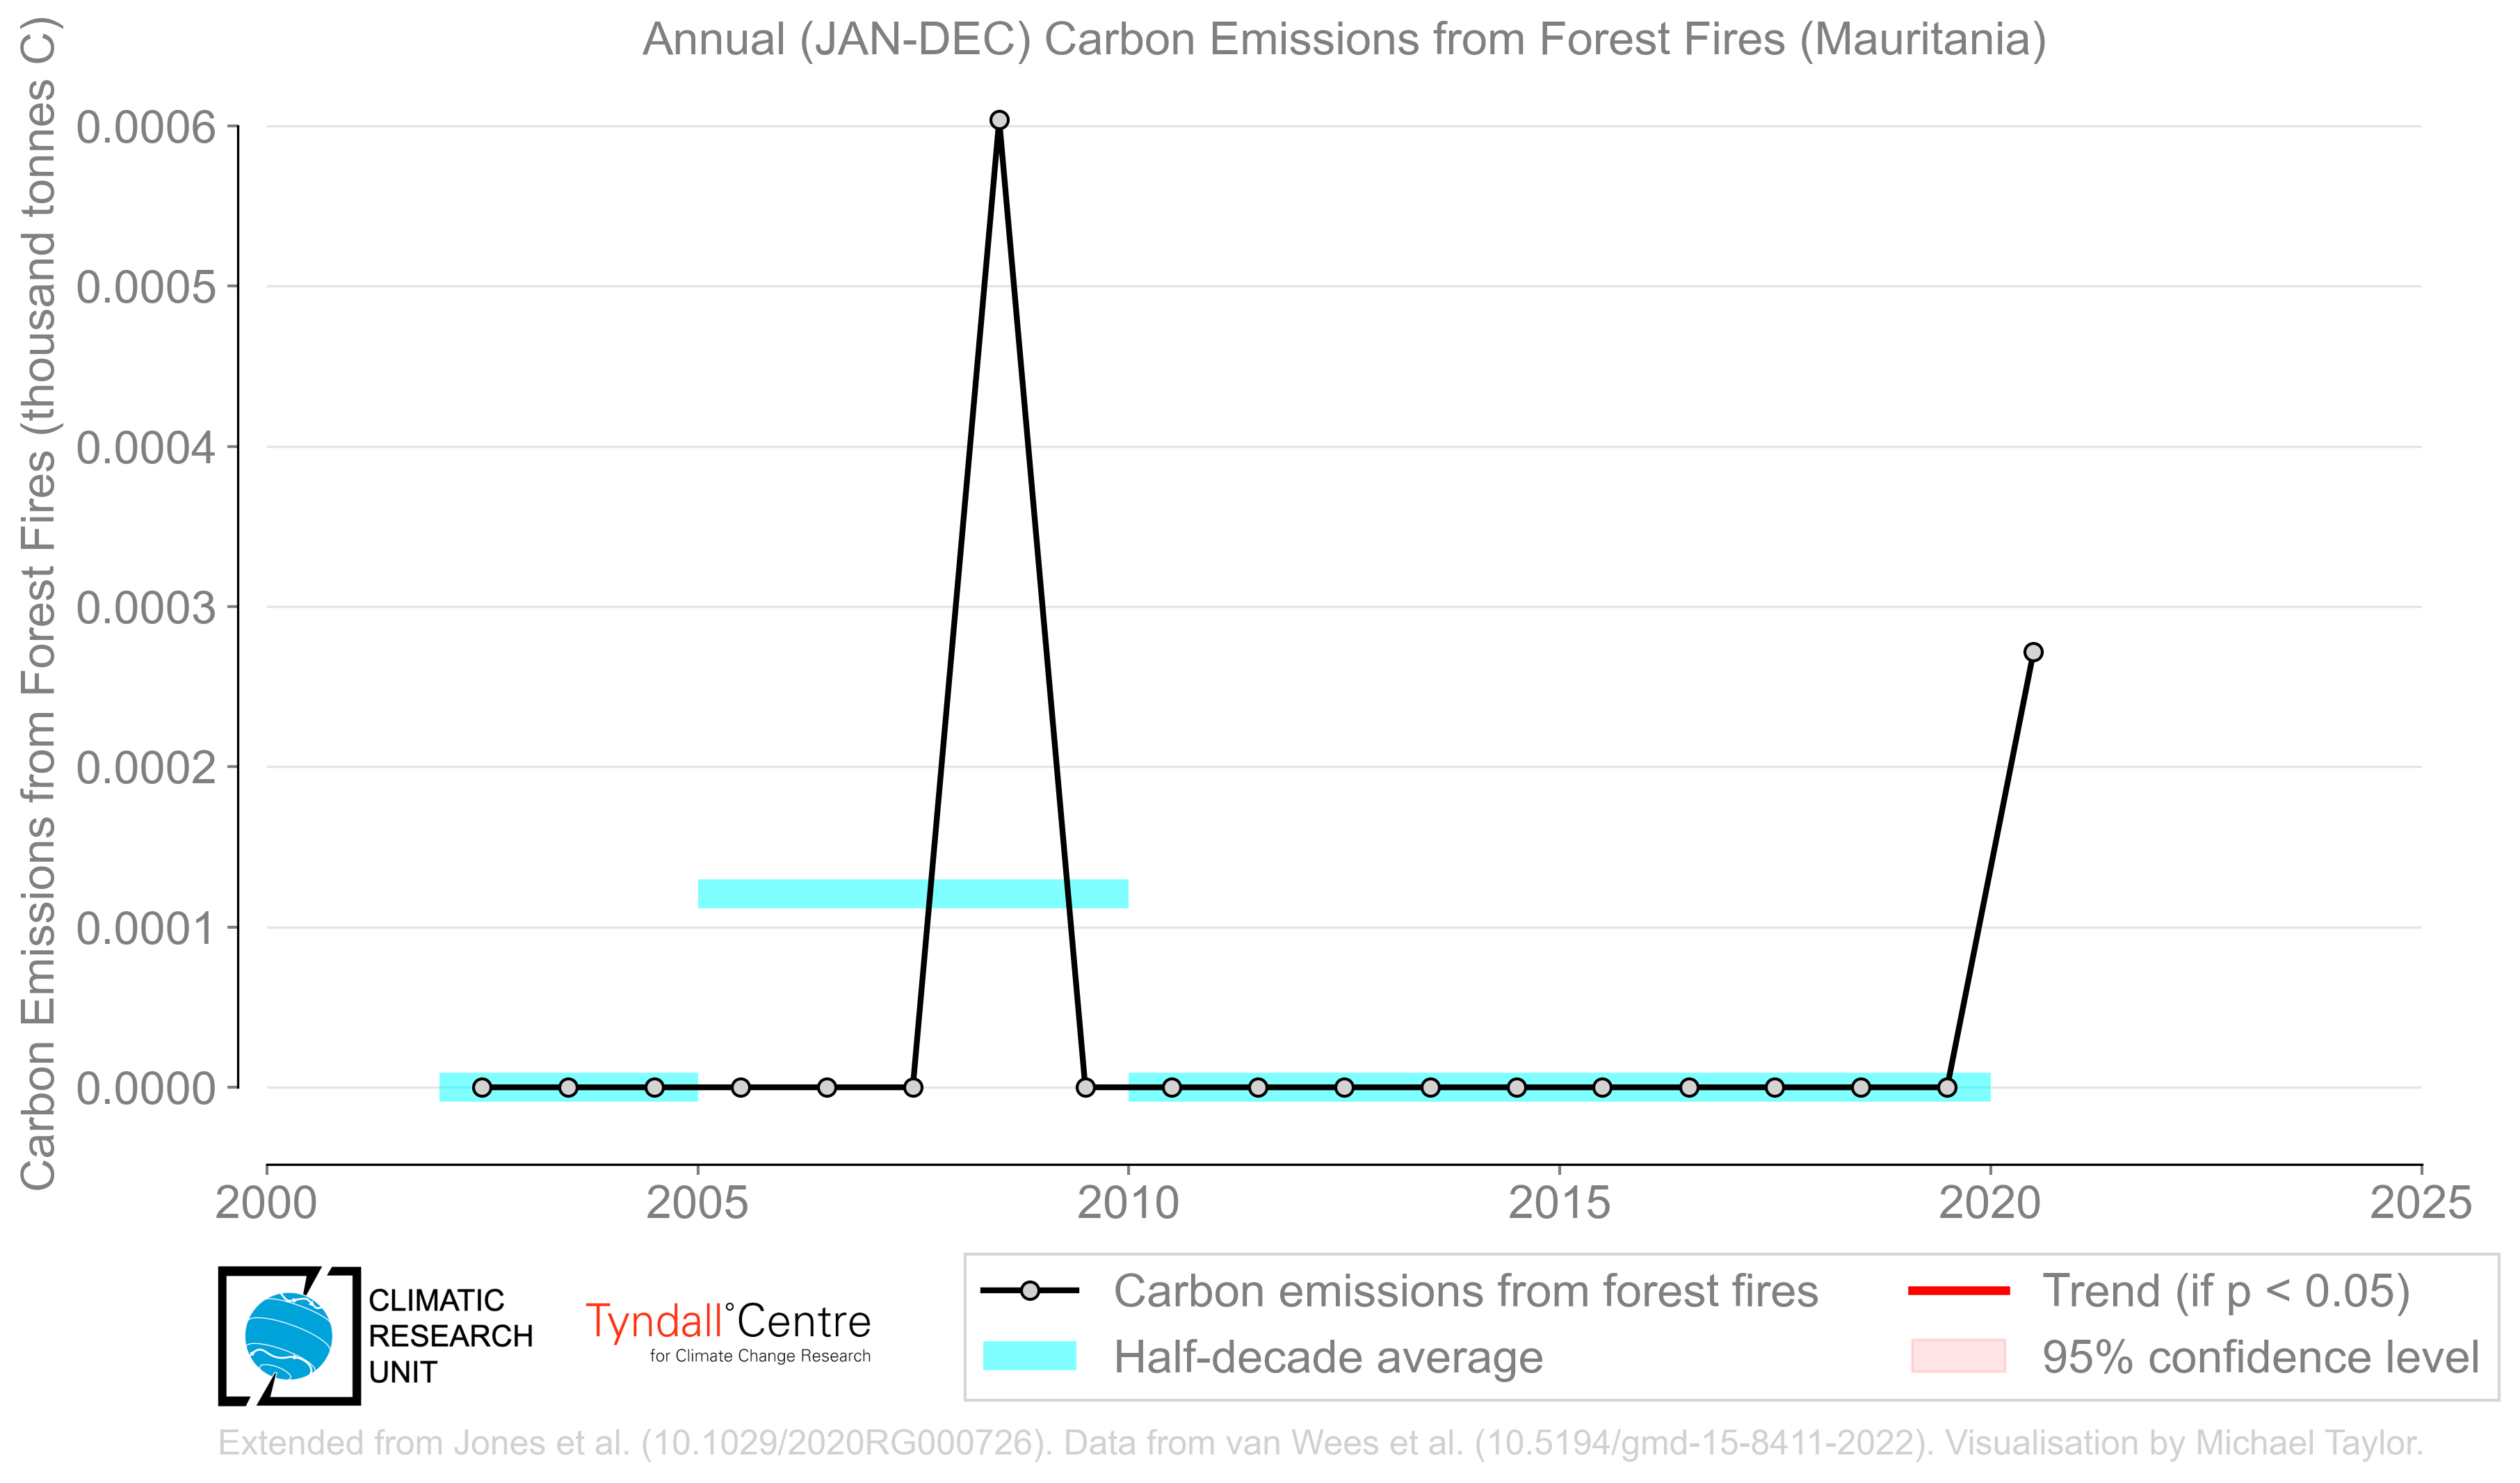 Annual (JAN-DEC) Carbon Emissions from Forest Fires (Mauritania)
Carbon Emissions from Forest Fires (thousand tonnes C)
0.0006
0.0005
0.0004
0.0003
0.0002
0.0001
0.0000
2000 2005 2010 2015 2020 2025
CLIMATIC
RESEARCH
UNIT
Tyndall°Centre
for Climate Change Research
Carbon emissions from forest fires
Half-decade average
Trend (if p < 0.05)
95% confidence level
Extended from Jones et al. (10.1029/2020RG000726). Data from van Wees et al. (10.5194/gmd-15-8411-2022). Visualisation by Michael Taylor.